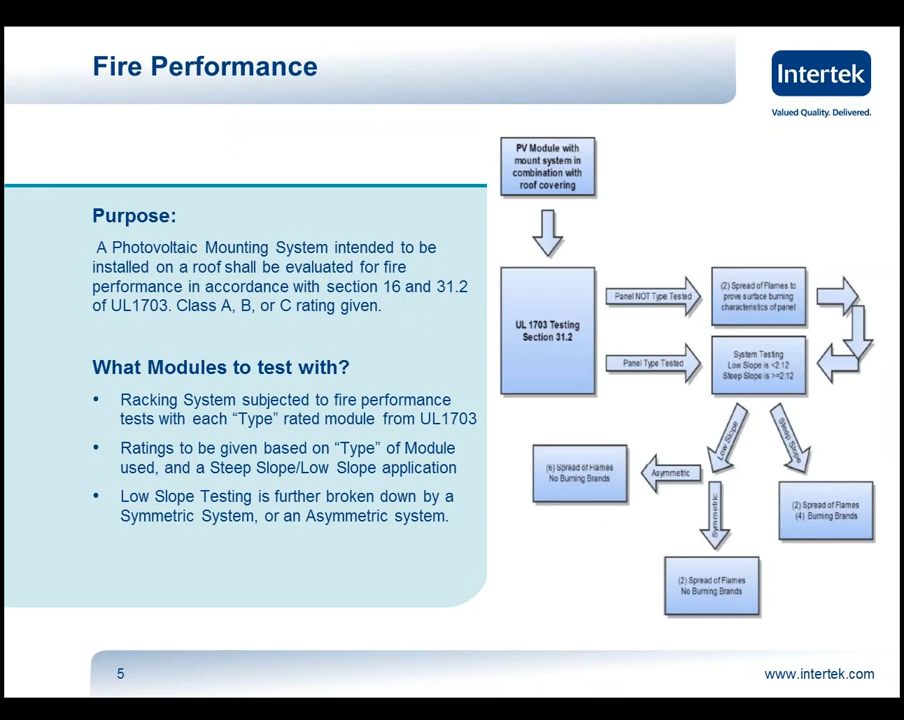 Fire Performance
Intertek
Valued Quality. Delivered.
Purpose:
A Photovoltaic Mounting System intended to be
installed on a roof shall be evaluated for fire
performance in accordance with section 16 and 31.2
of UL1703. Class A, B, or C rating given.
What Modules to test with?
• Racking System subjected to fire performance
tests with each “Type” rated module from UL1703
• Ratings to be given based on “Type” of Module
used, and a Steep Slope/Low Slope application
• Low Slope Testing is further broken down by a
Symmetric System, or an Asymmetric system.
PV Module with
mount system in
combination with
roof covering
UL 1703 Testing
Section 31.2
Panel NOT Type Tested
(2) Spread of Flames to
prove surface burning
characteristics of panel
Panel Type Tested
System Testing
Low Slope is <2:12
Steep Slope is >=2:12
Low Slope
Steep Slope
Asymmetric
(6) Spread of Flames
No Burning Brands
Symmetric
(2) Spread of Flames
(4) Burning Brands
(2) Spread of Flames
No Burning Brands
5
www.intertek.com